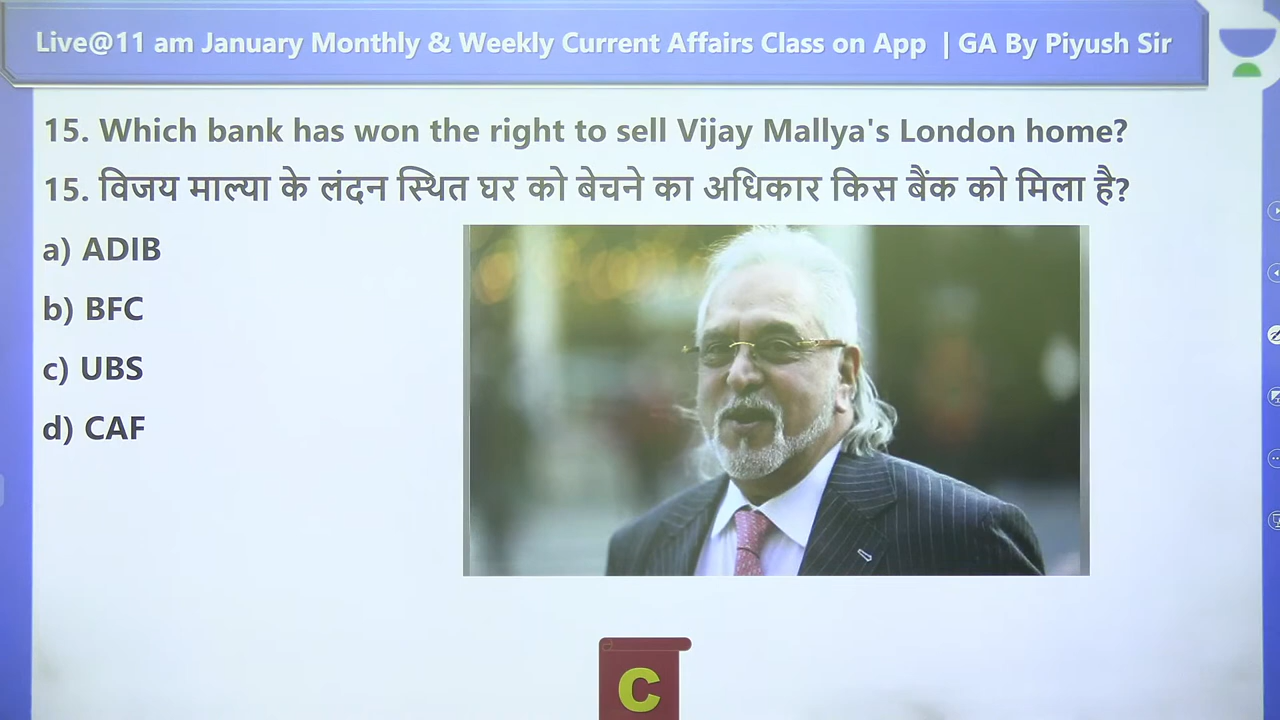 Live@11 am January Monthly & Weekly Current Affairs Class on App | GA By Piyush Sir
15. Which bank has won the right to sell Vijay Mallya's London home?
15. विजय माल्या के लंदन स्थित घर को बेचने का अधिकार किस बैंक को मिला है?
a) ADIB
b) BFC
c) UBS
d) CAF
C